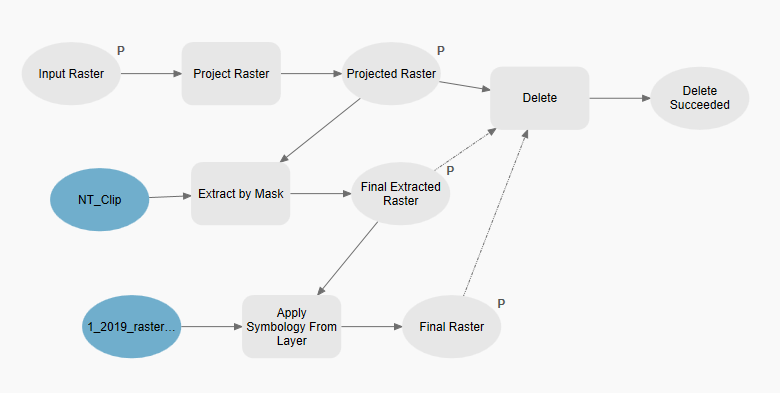 P
P
Input Raster
Project Raster
Projected Raster
Delete
Delete
Succeeded
P
NT_Clip
Extract by Mask
Final Extracted
Raster
P
1_2019_raster...
Apply
Symbology From
Layer
Final Raster